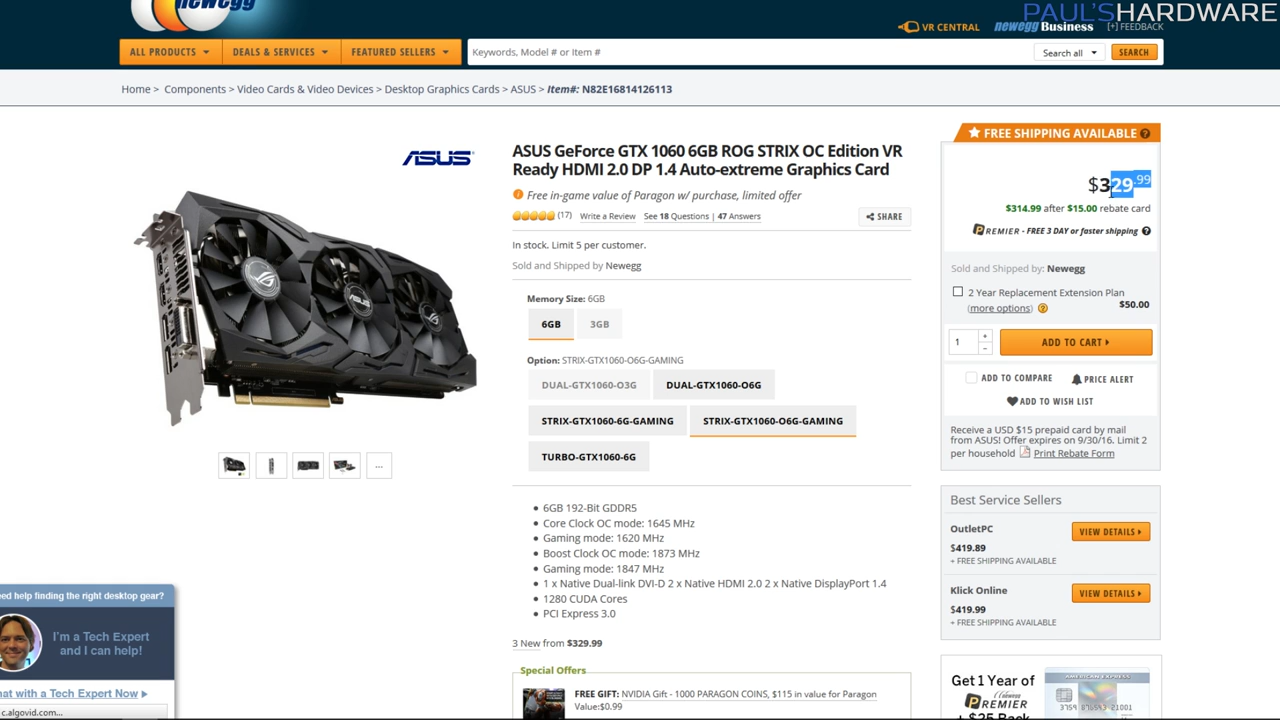 newegg
PAUL'SHARDWARE
VR CENTRAL
newegg Business
[+] FEEDBACK
ALL PRODUCTS
DEALS & SERVICES
FEATURED SELLERS
Keywords, Model # or Item #
Search all
SEARCH
Home > Components > Video Cards & Video Devices > Desktop Graphics Cards > ASUS > Item#: N82E16814126113
ASUS
ASUS GeForce GTX 1060 6GB ROG STRIX OC Edition VR
Ready HDMI 2.0 DP 1.4 Auto-extreme Graphics Card
Free in-game value of Paragon w/ purchase, limited offer
(17) Write a Review See 18 Questions | 47 Answers
SHARE
In stock. Limit 5 per customer.
Sold and Shipped by Newegg
Memory Size: 6GB
6GB
3GB
Option: STRIX-GTX1060-O6G-GAMING
DUAL-GTX1060-O3G
DUAL-GTX1060-O6G
STRIX-GTX1060-6G-GAMING
STRIX-GTX1060-O6G-GAMING
TURBO-GTX1060-6G
6GB 192-Bit GDDR5
Core Clock OC mode: 1645 MHz
Gaming mode: 1620 MHz
Boost Clock OC mode: 1873 MHz
Gaming mode: 1847 MHz
1 x Native Dual-link DVI-D 2 x Native HDMI 2.0 2 x Native DisplayPort 1.4
1280 CUDA Cores
PCI Express 3.0
3 New from $329.99
Special Offers
FREE GIFT: NVIDIA Gift - 1000 PARAGON COINS, $115 in value for Paragon
Value:$0.99
FREE SHIPPING AVAILABLE
$329.99
$314.99 after $15.00 rebate card
PREMIER - FREE 3 DAY or faster shipping
Sold and Shipped by: Newegg
2 Year Replacement Extension Plan
(more options)
$50.00
1
ADD TO CART
ADD TO COMPARE
PRICE ALERT
ADD TO WISH LIST
Receive a USD $15 prepaid card by mail
from ASUS! Offer expires on 9/30/16. Limit 2
per household Print Rebate Form
Best Service Sellers
OutletPC
VIEW DETAILS
$419.89
+ FREE SHIPPING AVAILABLE
Klick Online
VIEW DETAILS
$419.99
+ FREE SHIPPING AVAILABLE
Get 1 Year of
PREMIER
+ $25 Back
AMERICAN EXPRESS
eed help finding the right desktop gear?
I'm a Tech Expert
and I can help!
hat with a Tech Expert Now
c.algovid.com...